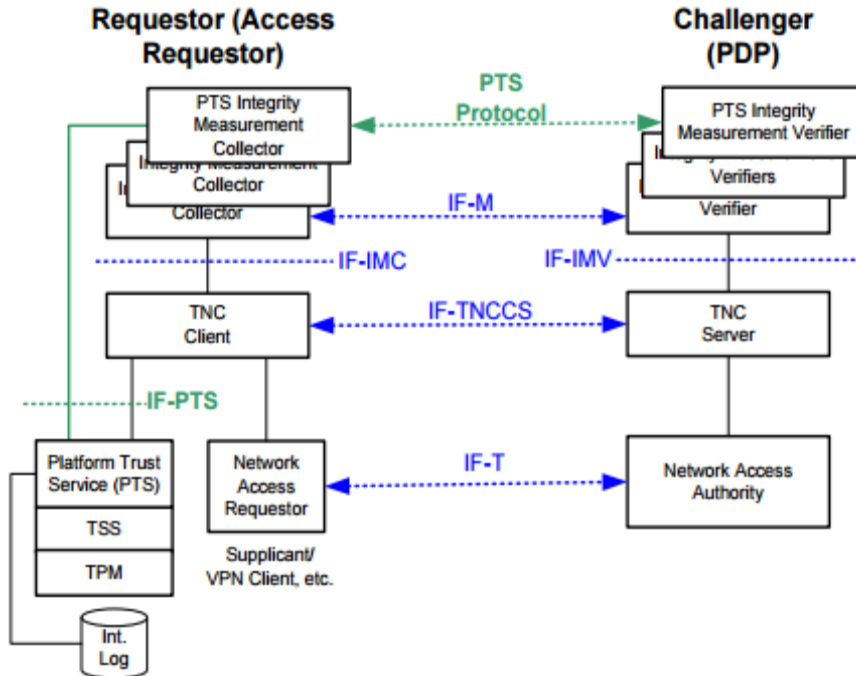 Requestor (Access
Requestor)
Challenger
(PDP)
PTS Integrity
Measurement
Collector
PTS
Protocol
PTS Integrity
Measurement Verifier
Integrity Measurement
Collector
Verifiers
Collector
IF-M
Verifier
IF-IMC
IF-IMV
TNC
Client
IF-TNCCS
TNC
Server
IF-PTS
Platform Trust
Service (PTS)
Network
Access
Requestor
IF-T
Network Access
Authority
TSS
TPM
Supplicant/
VPN Client, etc.
Int.
Log